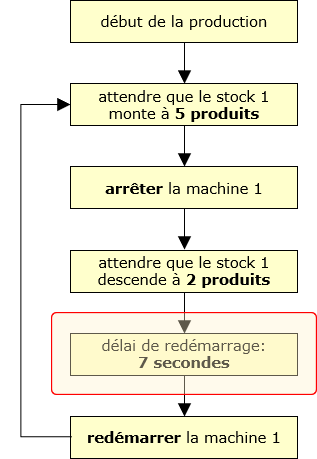 début de la production
attendre que le stock 1
monte à 5 produits
arrêter la machine 1
attendre que le stock 1
descende à 2 produits
délai de redémarrage:
7 secondes
redémarrer la machine 1